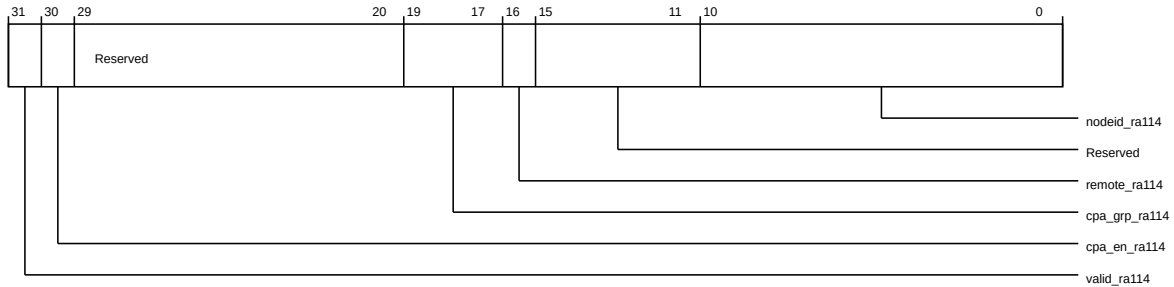 31 30 29 20 19 17 16 15 11 10 0
Reserved
nodeid_ra114
Reserved
remote_ra114
cpa_grp_ra114
cpa_en_ra114
valid_ra114